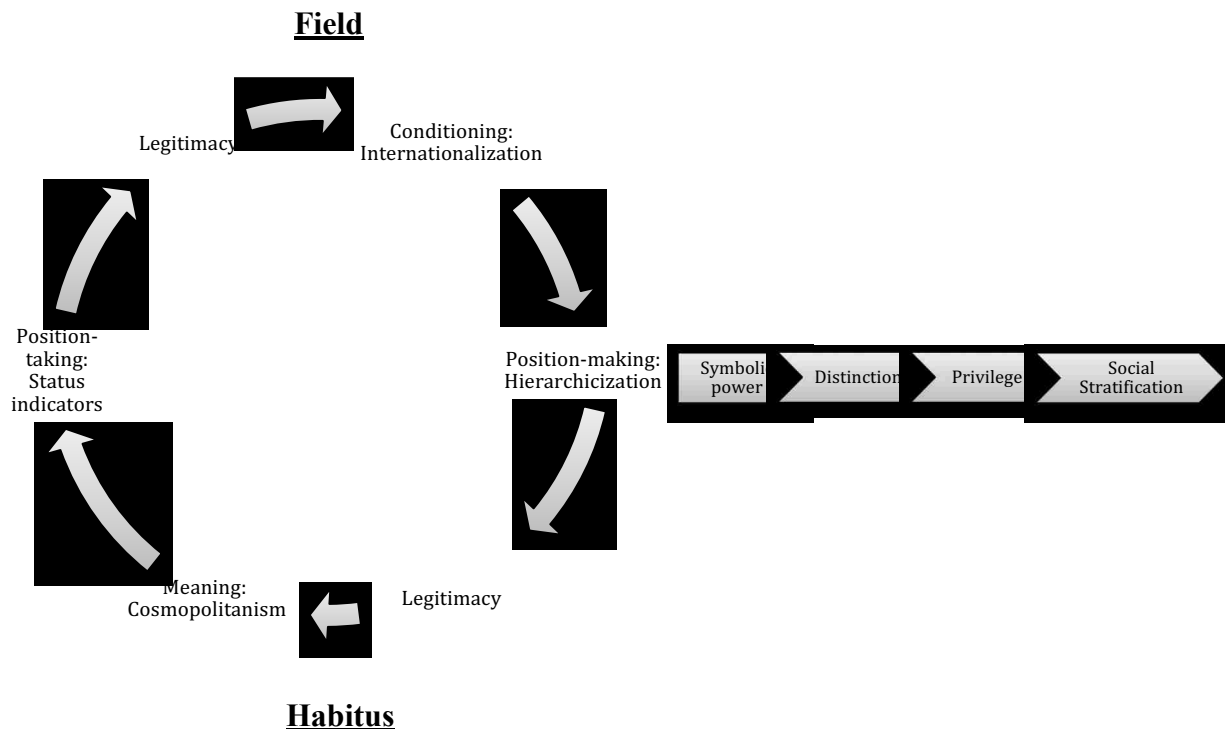 Field
Legitimacy
Conditioning:
Internationalization
Position-
taking:
Status
indicators
Position-making:
Hierarchicization
Symbolic
power
Distinction
Privilege
Social
Stratification
Meaning:
Cosmopolitanism
Legitimacy
Habitus